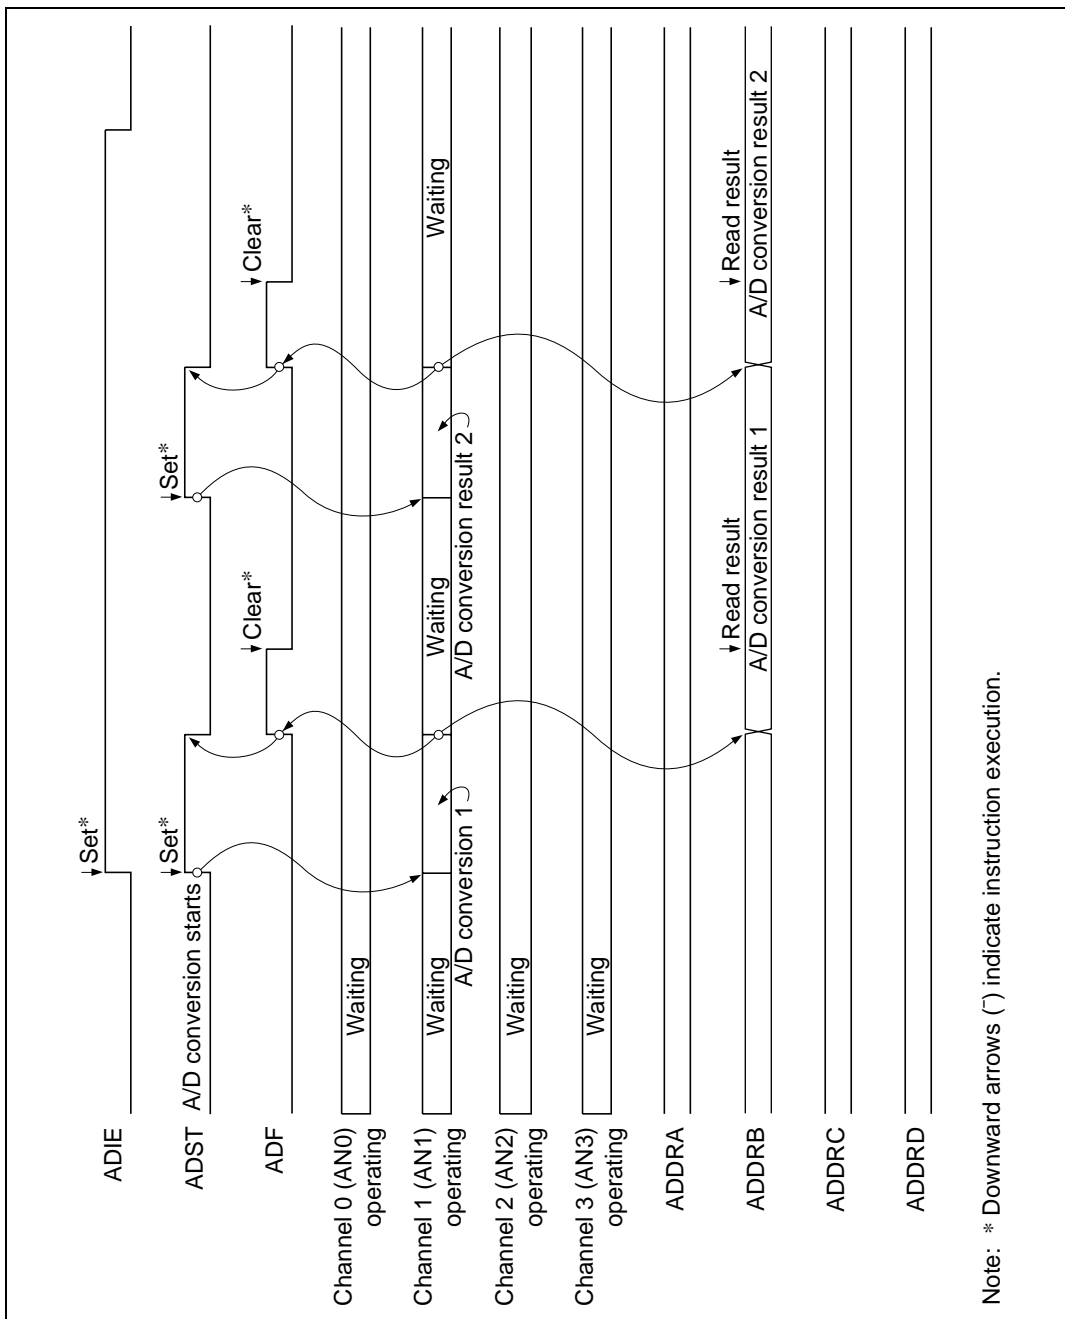 ADIE
Set*
ADST
A/D conversion starts
Set*
Set*
ADF
Clear*
Clear*
Channel 0 (AN0)
operating
Waiting
Channel 1 (AN1)
operating
Waiting
Waiting
Waiting
A/D conversion 1
A/D conversion result 2
Channel 2 (AN2)
operating
Waiting
Channel 3 (AN3)
operating
Waiting
ADDRA
Read result
Read result
ADDRB
A/D conversion result 1
A/D conversion result 2
ADDRC
ADDRD
Note: * Downward arrows (¯) indicate instruction execution.